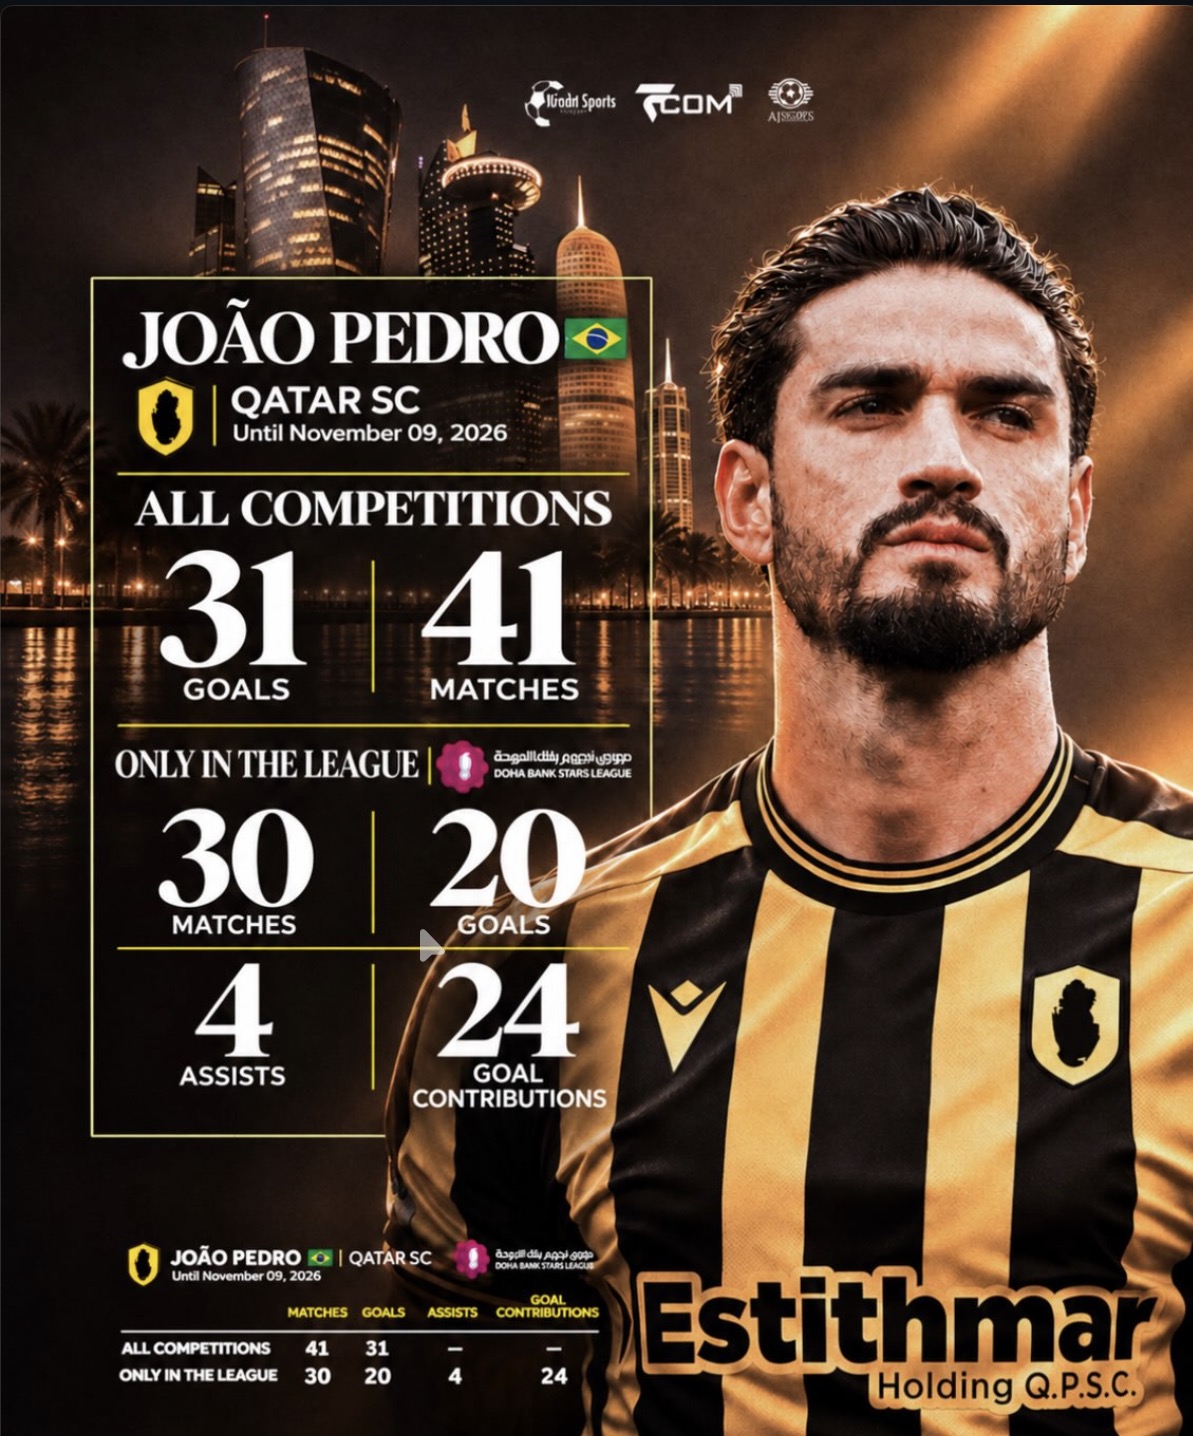 TCOM
JOÃO PEDRO
QATAR SC
Until November 09, 2026
ALL COMPETITIONS
31
GOALS
41
MATCHES
ONLY IN THE LEAGUE
DOHA BANK STARS LEAGUE
30
MATCHES
20
GOALS
4
ASSISTS
24
GOAL
CONTRIBUTIONS
JOÃO PEDRO | QATAR SC
Until November 09, 2026
DOHA BANK STARS LEAGUE
MATCHES GOALS ASSISTS GOAL CONTRIBUTIONS
ALL COMPETITIONS 41 31 – –
ONLY IN THE LEAGUE 30 20 4 24
Estithmar
Holding Q.P.S.C.